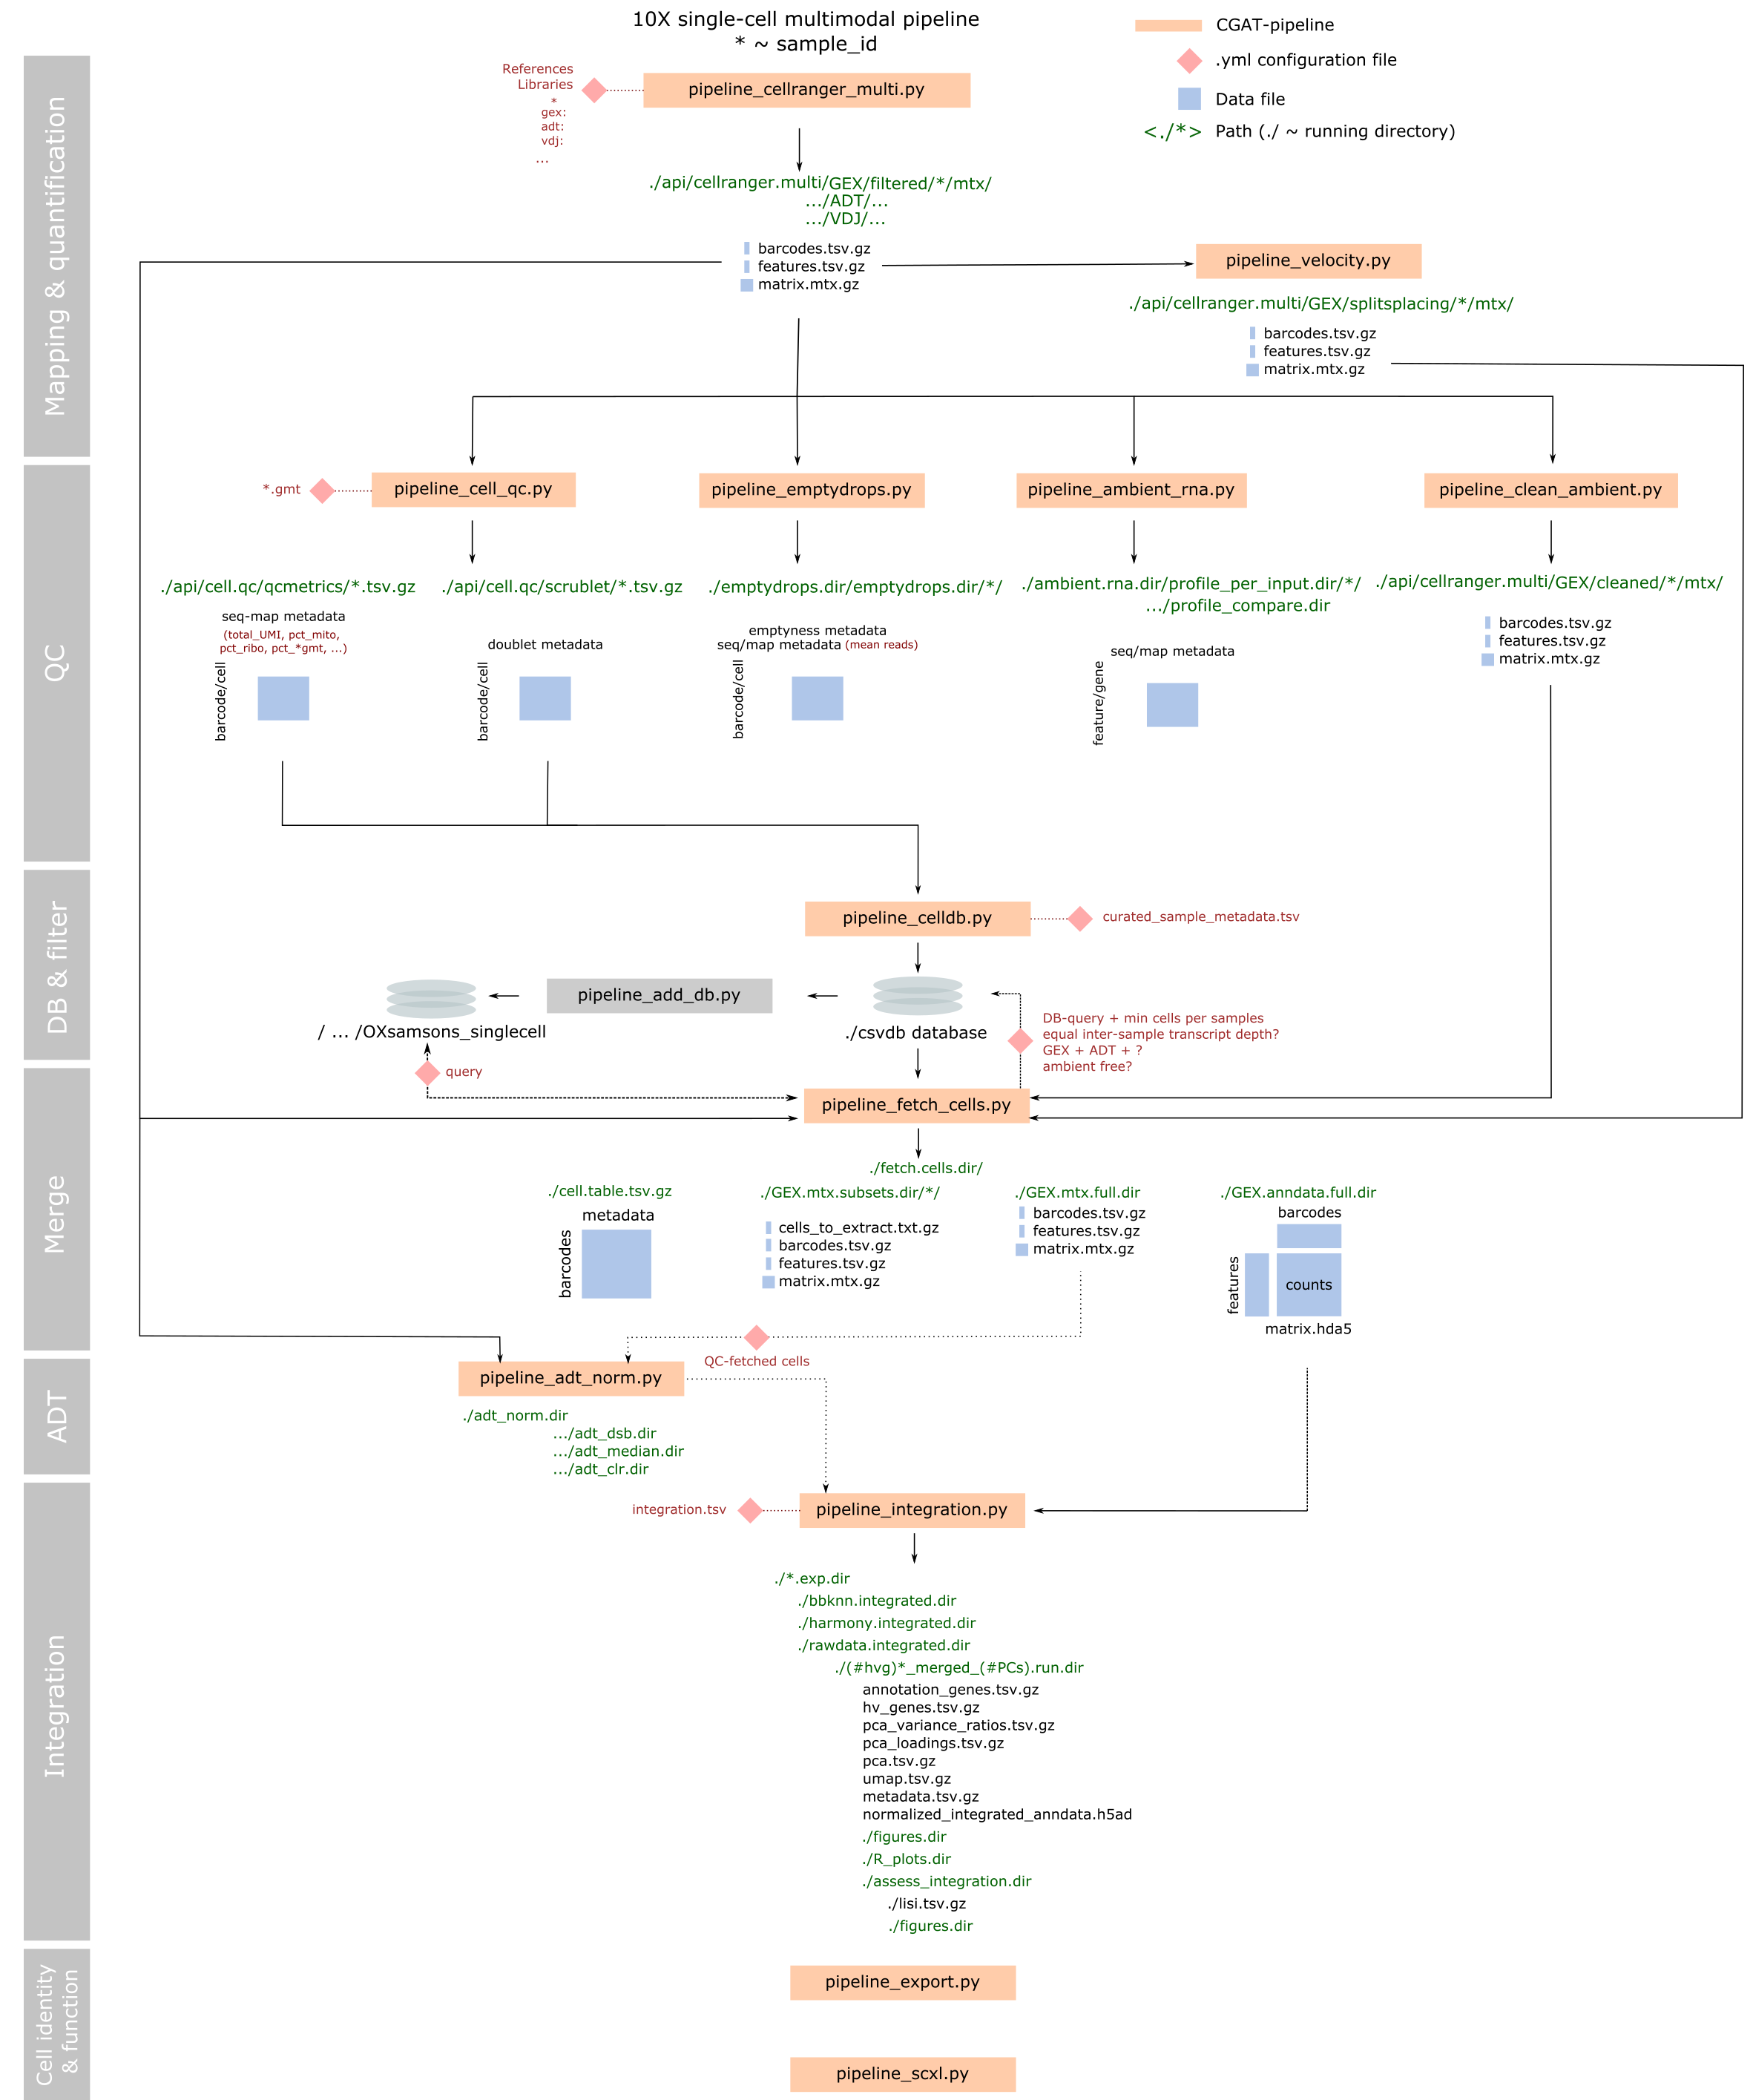 10X single-cell multimodal pipeline
* ~ sample_id
CGAT-pipeline
.yml configuration file
Data file
<./*> Path (./ ~ running directory)
Mapping & quantification
References
Libraries
*
gex:
adt:
vdj:
...
pipeline_cellranger_multi.py
./api/cellranger.multi/GEX/filtered/*/mtx/
.../ADT/...
.../VDJ/...
barcodes.tsv.gz
features.tsv.gz
matrix.mtx.gz
pipeline_velocity.py
./api/cellranger.multi/GEX/splitsplacing/*/mtx/
barcodes.tsv.gz
features.tsv.gz
matrix.mtx.gz
QC
*.gmt
pipeline_cell_qc.py
pipeline_emptydrops.py
pipeline_ambient_rna.py
pipeline_clean_ambient.py
./api/cell.qc/qcmetrics/*.tsv.gz
seq-map metadata
(total_UMI, pct_mito,
pct_ribo, pct_*gmt, ...)
barcode/cell
./api/cell.qc/scrublet/*.tsv.gz
doublet metadata
barcode/cell
./emptydrops.dir/emptydrops.dir/*/
emptyness metadata
seq/map metadata (mean reads)
barcode/cell
./ambient.rna.dir/profile_per_input.dir/*/
.../profile_compare.dir
seq/map metadata
feature/gene
./api/cellranger.multi/GEX/cleaned/*/mtx/
barcodes.tsv.gz
features.tsv.gz
matrix.mtx.gz
DB & filter
pipeline_celldb.py
curated_sample_metadata.tsv
/ ... /OXsamsons_singlecell
pipeline_add_db.py
./csvdb database
DB-query + min cells per samples
equal inter-sample transcript depth?
GEX + ADT + ?
ambient free?
query
Merge
pipeline_fetch_cells.py
./fetch.cells.dir/
./cell.table.tsv.gz
metadata
barcodes
./GEX.mtx.subsets.dir/*/
cells_to_extract.txt.gz
barcodes.tsv.gz
features.tsv.gz
matrix.mtx.gz
./GEX.mtx.full.dir
barcodes.tsv.gz
features.tsv.gz
matrix.mtx.gz
./GEX.anndata.full.dir
barcodes
features
counts
matrix.hda5
QC-fetched cells
ADT
pipeline_adt_norm.py
./adt_norm.dir
.../adt_dsb.dir
.../adt_median.dir
.../adt_clr.dir
Integration
integration.tsv
pipeline_integration.py
./*.exp.dir
./bbknn.integrated.dir
./harmony.integrated.dir
./rawdata.integrated.dir
./(#hvg)*_merged_(#PCs).run.dir
annotation_genes.tsv.gz
hv_genes.tsv.gz
pca_variance_ratios.tsv.gz
pca_loadings.tsv.gz
pca.tsv.gz
umap.tsv.gz
metadata.tsv.gz
normalized_integrated_anndata.h5ad
./figures.dir
./R_plots.dir
./assess_integration.dir
./lisi.tsv.gz
./figures.dir
Cell identity
& function
pipeline_export.py
pipeline_scxl.py